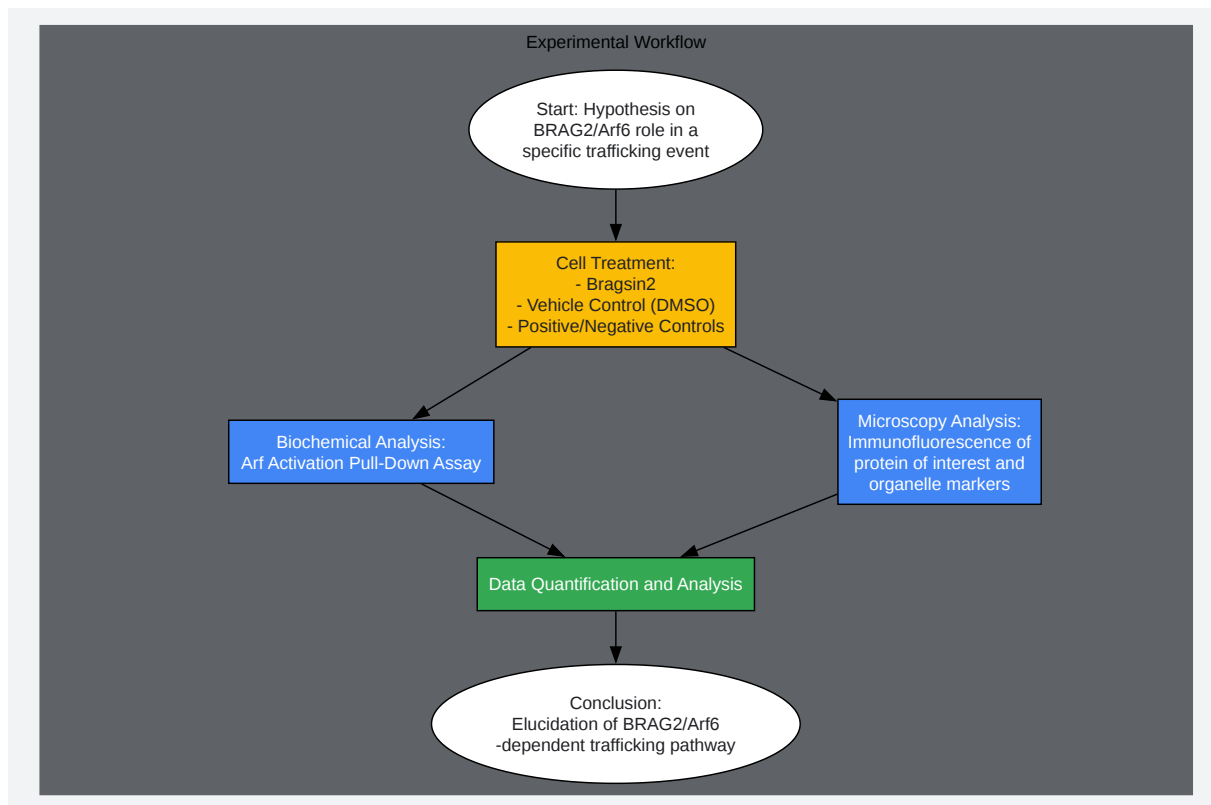 Experimental Workflow
Start: Hypothesis on
BRAG2/Arf6 role in a
specific trafficking event
Cell Treatment:
- Bragsin2
- Vehicle Control (DMSO)
- Positive/Negative Controls
Biochemical Analysis:
Arf Activation Pull-Down Assay
Microscopy Analysis:
Immunofluorescence of
protein of interest and
organelle markers
Data Quantification and Analysis
Conclusion:
Elucidation of BRAG2/Arf6
-dependent trafficking pathway